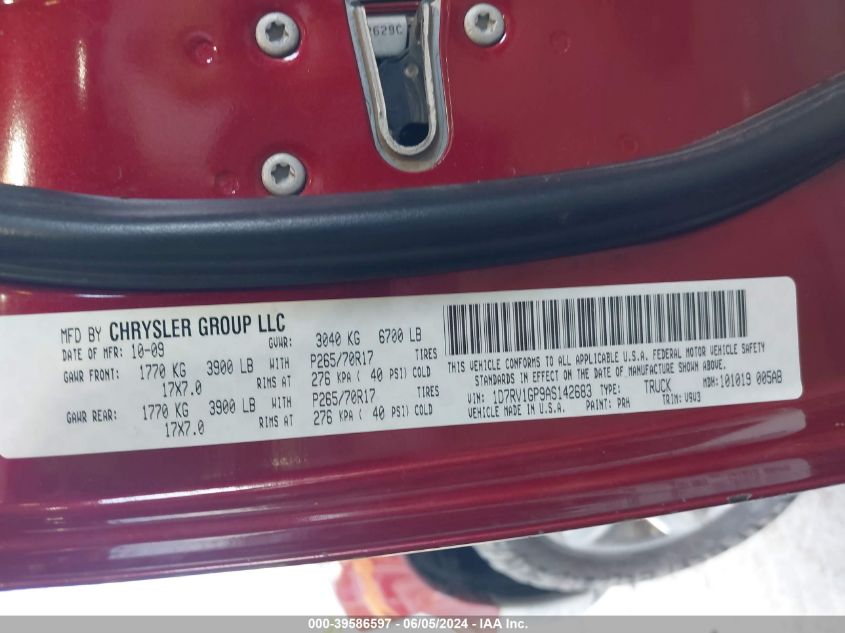 2629C
MFD BY CHRYSLER GROUP LLC
DATE OF MFR: 10-09 GVWR: 3040 KG 6700 LB
GAWR FRONT: 1770 KG 3900 LB WITH P265/70R17 TIRES
17X7.0 RIMS AT 276 KPA ( 40 PSI) COLD
GAWR REAR: 1770 KG 3900 LB WITH P265/70R17 TIRES
17X7.0 RIMS AT 276 KPA ( 40 PSI) COLD
THIS VEHICLE CONFORMS TO ALL APPLICABLE U.S.A. FEDERAL MOTOR VEHICLE SAFETY
STANDARDS IN EFFECT ON THE DATE OF MANUFACTURE SHOWN ABOVE.
VIN: 1D7RV1GP9AS142683 TYPE: TRUCK MDH: 101019 005AB
VEHICLE MADE IN U.S.A. PAINT: PRH TRIM: V9V3
000-39586597 - 06/05/2024 - IAA Inc.